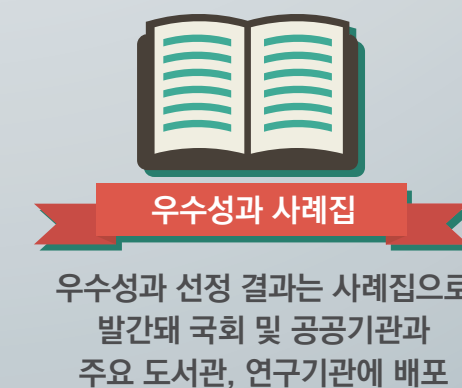 우수성과 사례집
우수성과 선정 결과는 사례집으로
발간돼 국회 및 공공기관과
주요 도서관, 연구기관에 배포